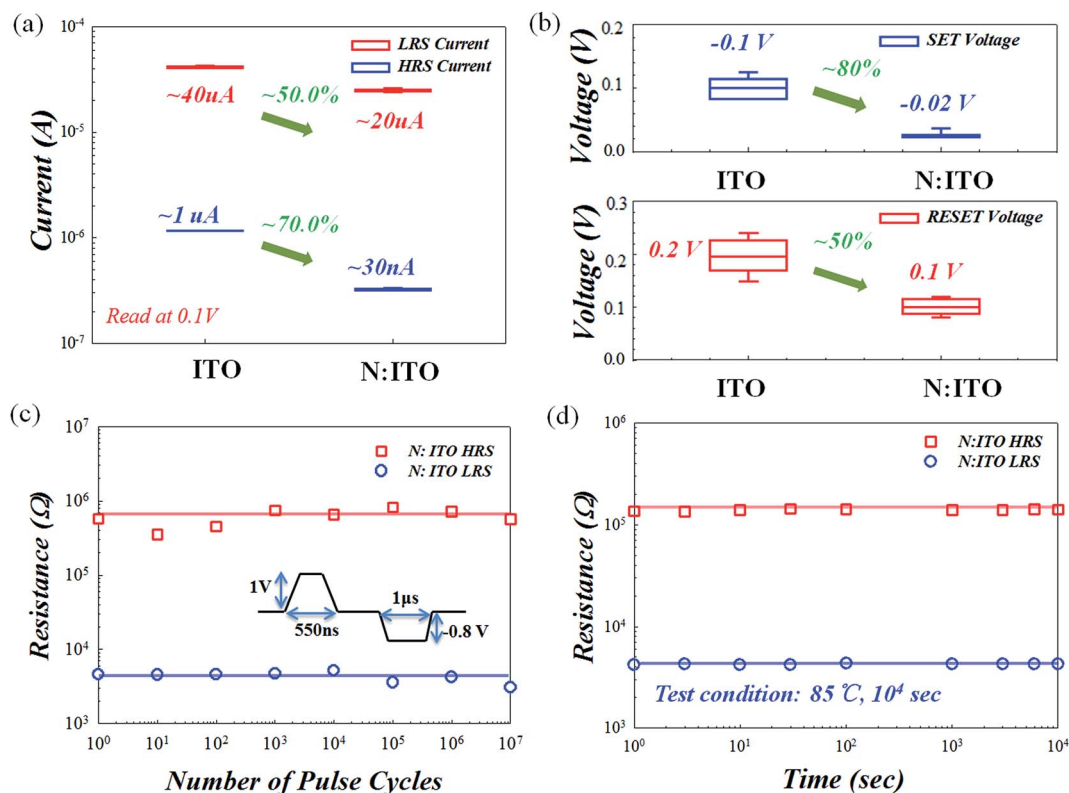 (a)
10⁻⁴
10⁻⁵
10⁻⁶
10⁻⁷
Current (A)
LRS Current
HRS Current
~40uA
~50.0%
~20uA
~1 uA
~70.0%
~30nA
Read at 0.1V
ITO
N:ITO
(b)
0.2
0.1
0.0
Voltage (V)
SET Voltage
-0.1 V
~80%
-0.02 V
ITO
N:ITO
0.3
0.2
0.1
0.0
Voltage (V)
RESET Voltage
0.2 V
~50%
0.1 V
ITO
N:ITO
(c)
10⁷
10⁶
10⁵
10⁴
10³
Resistance (Ω)
N: ITO HRS
N: ITO LRS
1V
550ns
1μs
-0.8 V
10⁰ 10¹ 10² 10³ 10⁴ 10⁵ 10⁶ 10⁷
Number of Pulse Cycles
(d)
10⁶
10⁵
10⁴
10³
Resistance (Ω)
N:ITO HRS
N:ITO LRS
Test condition: 85 ℃, 10⁴ sec
10⁰ 10¹ 10² 10³ 10⁴
Time (sec)